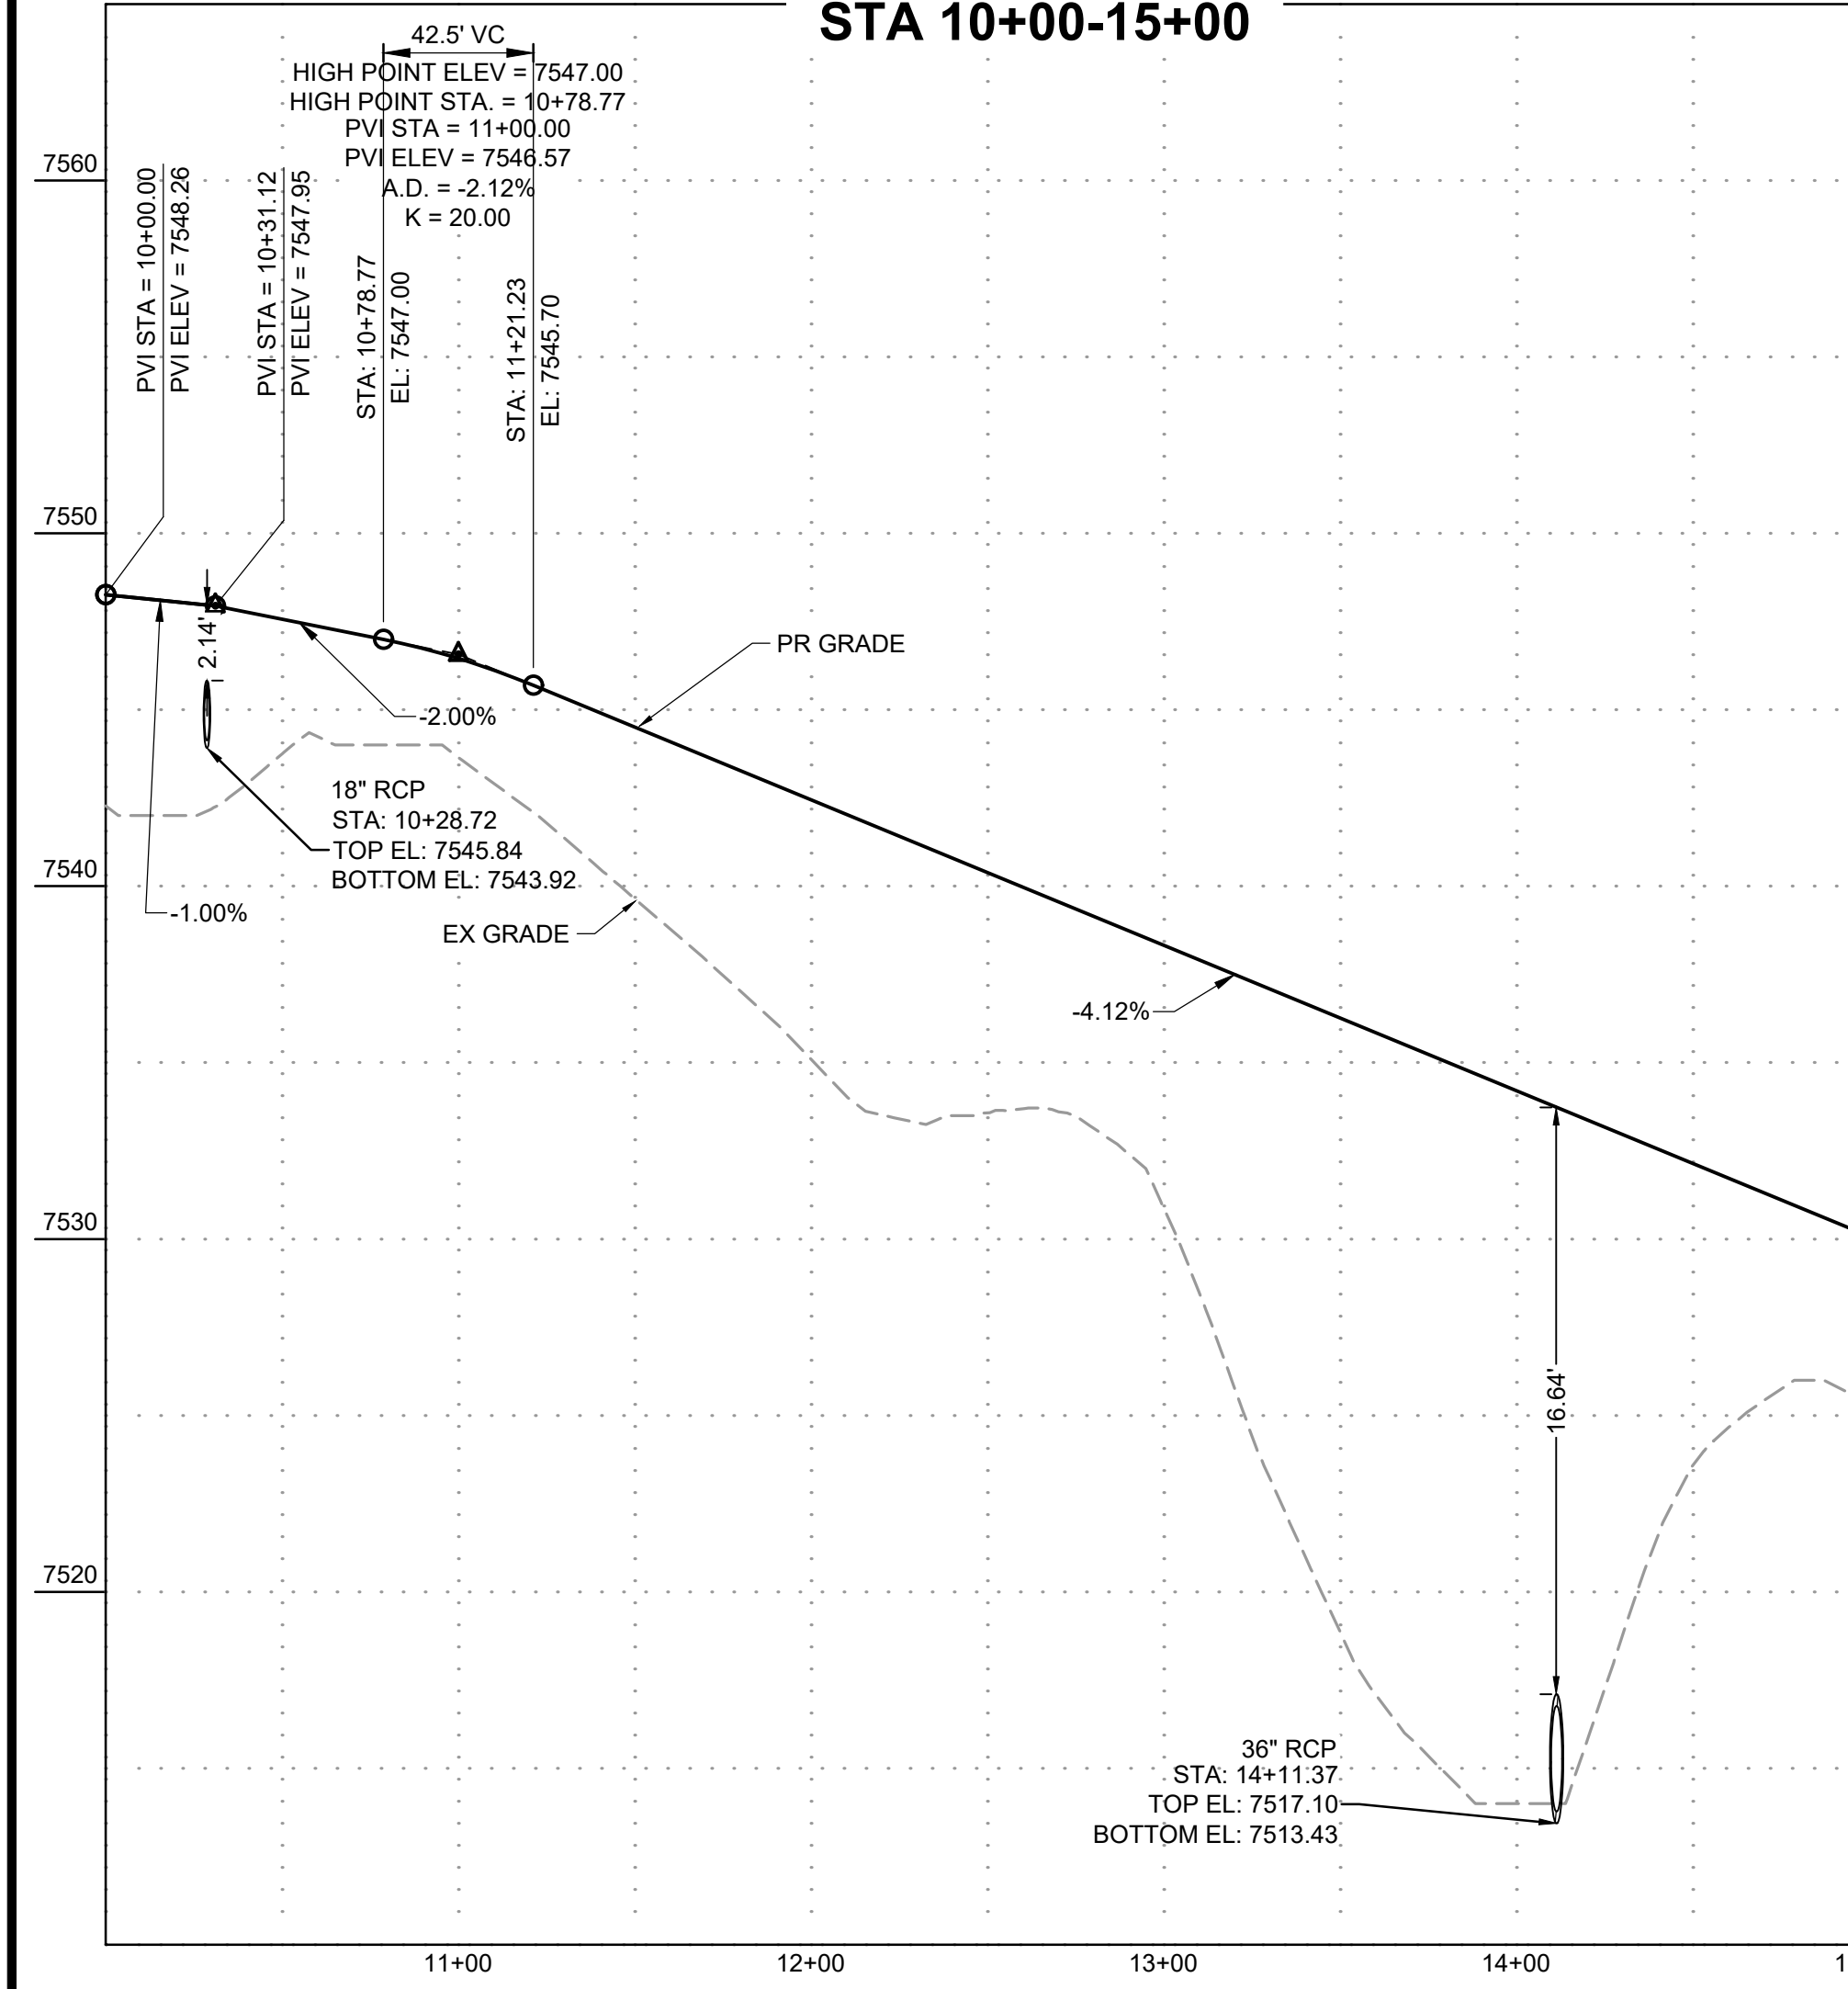 STA 10+00-15+00
42.5' VC
HIGH POINT ELEV = 7547.00
HIGH POINT STA. = 10+78.77
PVI STA = 11+00.00
PVI ELEV = 7546.57
A.D. = -2.12%
K = 20.00
7560
PVI STA = 10+00.00
PVI ELEV = 7548.26
PVI STA = 10+31.12
PVI ELEV = 7547.95
STA: 10+78.77
EL: 7547.00
STA: 11+21.23
EL: 7545.70
7550
2.14'
PR GRADE
-2.00%
18" RCP
STA: 10+28.72
TOP EL: 7545.84
BOTTOM EL: 7543.92
7540
-1.00%
EX GRADE
-4.12%
7530
16.64'
7520
36" RCP
STA: 14+11.37
TOP EL: 7517.10
BOTTOM EL: 7513.43
11+00
12+00
13+00
14+00
1